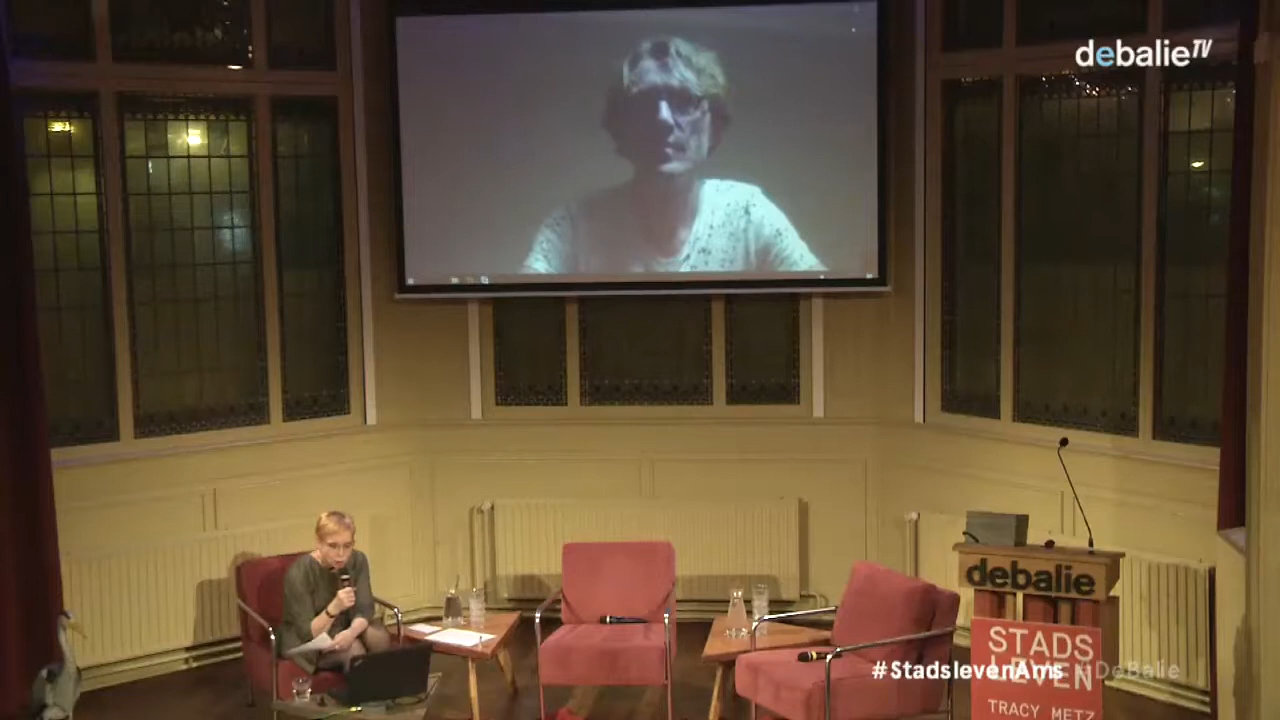 debalieTV
debalie
STADS
LEVEN
TRACY METZ
#StadslevenAms #DeBalie